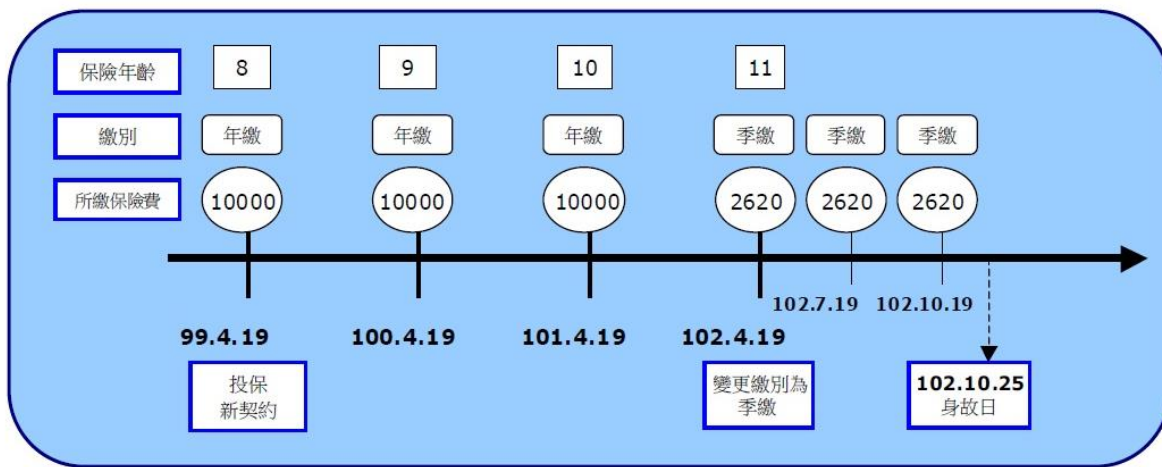 保險年齡 8 9 10 11
繳別 年繳 年繳 年繳 季繳 季繳 季繳
所繳保險費 10000 10000 10000 2620 2620 2620
102.7.19 102.10.19
99.4.19 100.4.19 101.4.19 102.4.19
投保
新契約
變更繳別為
季繳
102.10.25
身故日